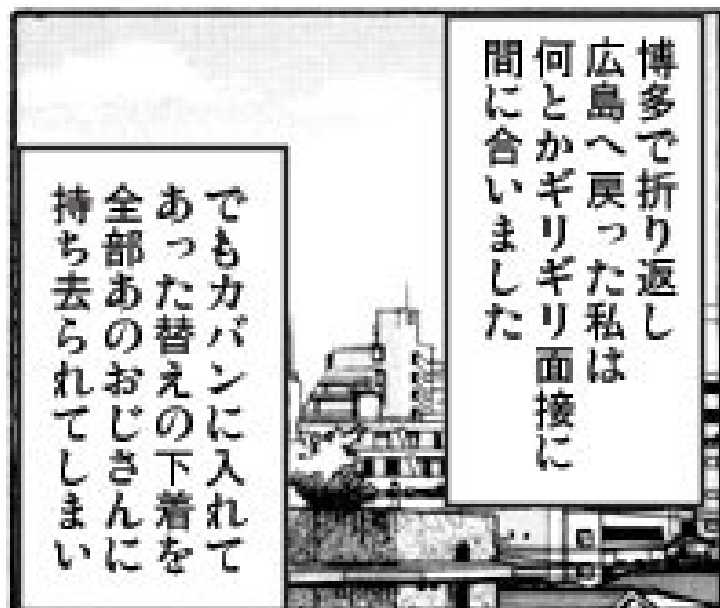 博多で折り返し
広島へ戻った私は
何とかギリギリ面接に
間に合いました
でもカバンに入れて
あった替えの下着を
全部あのおじさんに
持ち去られてしまい